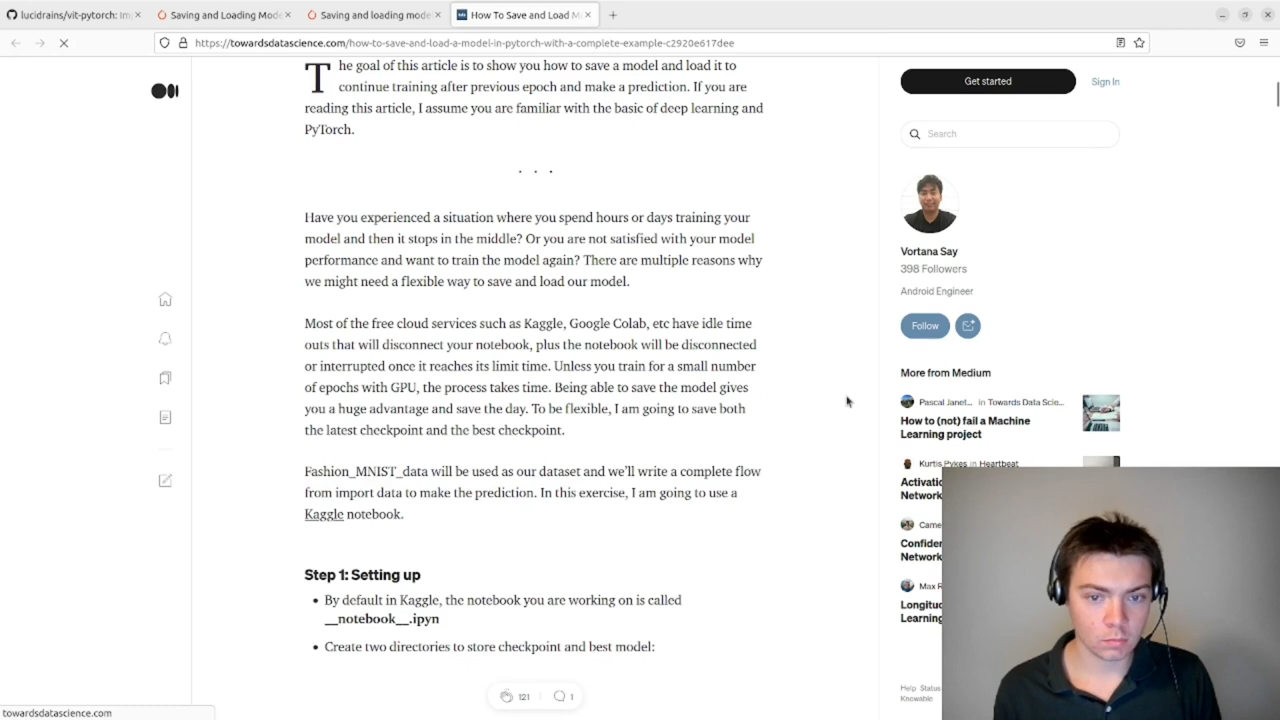 lucidrains/vit-pytorch: Im
Saving and Loading Mode
Saving and loading mode
How To Save and Load M
https://towardsdatascience.com/how-to-save-and-load-a-model-in-pytorch-with-a-complete-example-c2920e617dee
The goal of this article is to show you how to save a model and load it to
continue training after previous epoch and make a prediction. If you are
reading this article, I assume you are familiar with the basic of deep learning and
PyTorch.
. . .
Have you experienced a situation where you spend hours or days training your
model and then it stops in the middle? Or you are not satisfied with your model
performance and want to train the model again? There are multiple reasons why
we might need a flexible way to save and load our model.
Most of the free cloud services such as Kaggle, Google Colab, etc have idle time
outs that will disconnect your notebook, plus the notebook will be disconnected
or interrupted once it reaches its limit time. Unless you train for a small number
of epochs with GPU, the process takes time. Being able to save the model gives
you a huge advantage and save the day. To be flexible, I am going to save both
the latest checkpoint and the best checkpoint.
Fashion_MNIST_data will be used as our dataset and we'll write a complete flow
from import data to make the prediction. In this exercise, I am going to use a
Kaggle notebook.
Step 1: Setting up
• By default in Kaggle, the notebook you are working on is called
__notebook__.ipyn
• Create two directories to store checkpoint and best model:
121
1
towardsdatascience.com
Get started
Sign In
Search
Vortana Say
398 Followers
Android Engineer
Follow
More from Medium
Pascal Janet... in Towards Data Scie...
How to (not) fail a Machine
Learning project
Kurtis Pykes in Heartbeat
Activa
Network
Came
Confiden
Network
Max R
Longitu
Learning
Help Status
Knowable